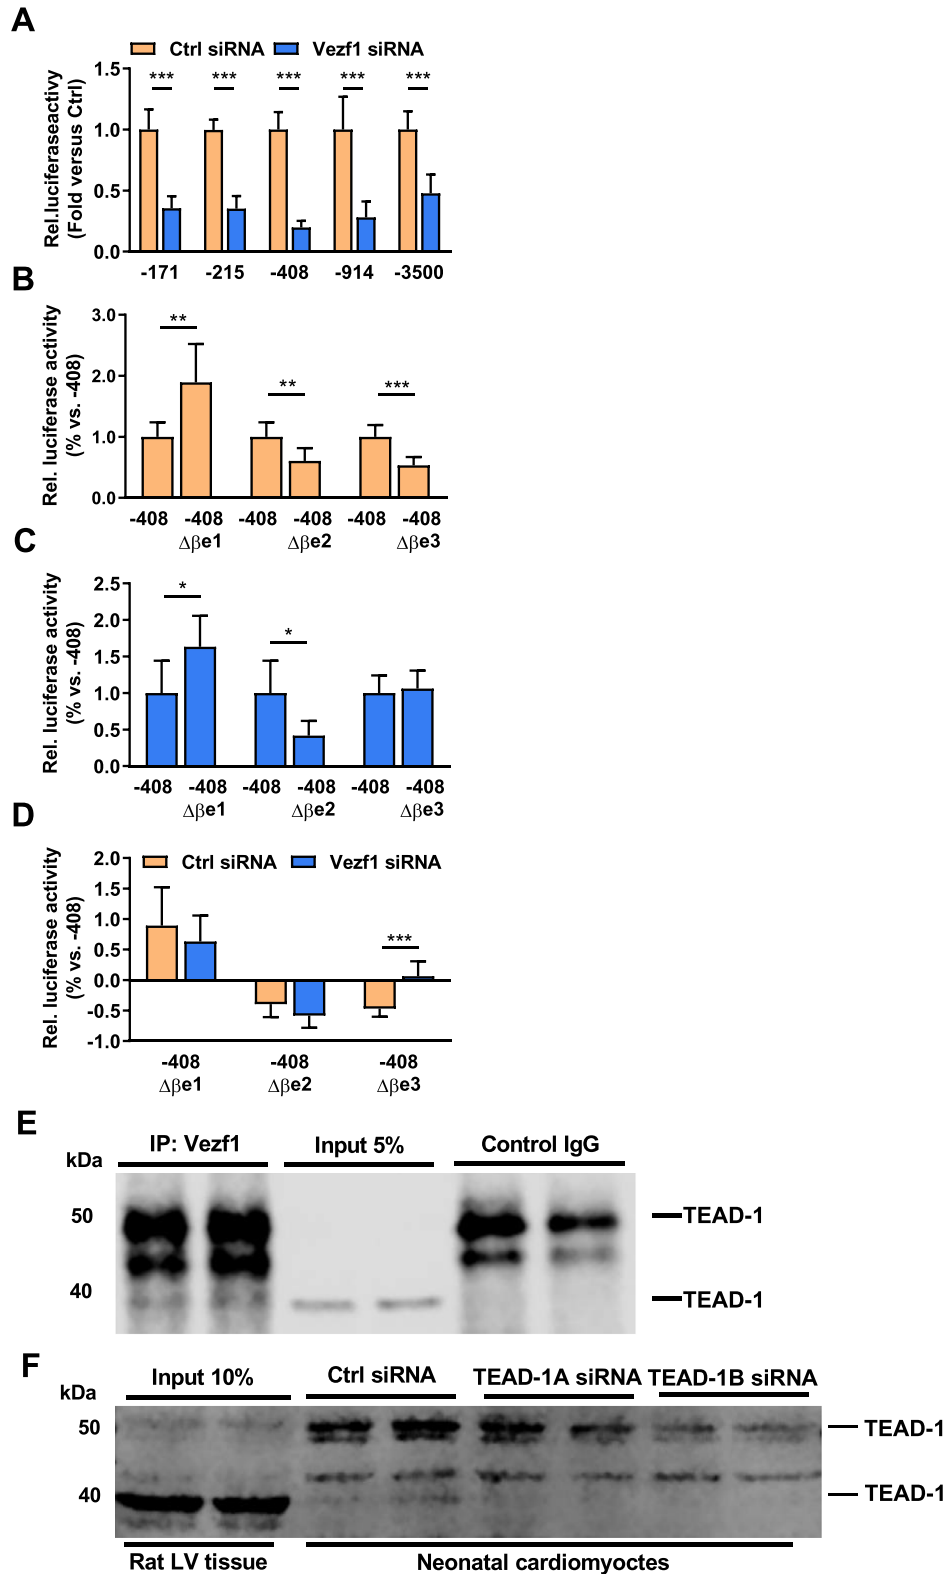 A
Ctrl siRNA Vezf1 siRNA
Rel.luciferaseactivy
(Fold versus Ctrl)
1.5
1.0
0.5
0.0
*** *** *** *** ***
-171 -215 -408 -914 -3500
B
Rel. luciferase activity
(% vs. -408)
3.0
2.0
1.0
0.0
** ** ***
-408 -408 -408 -408 -408 -408
Δβe1 Δβe2 Δβe3
C
Rel. luciferase activity
(% vs. -408)
2.5
2.0
1.5
1.0
0.5
0.0
* *
-408 -408 -408 -408 -408 -408
Δβe1 Δβe2 Δβe3
D
Rel. luciferase activity
(% vs. -408)
Ctrl siRNA Vezf1 siRNA
2.0
1.5
1.0
0.5
0.0
-0.5
-1.0
***
-408 -408 -408
Δβe1 Δβe2 Δβe3
E
IP: Vezf1 Input 5% Control IgG
kDa
50 TEAD-1
40 TEAD-1
F
Input 10% Ctrl siRNA TEAD-1A siRNA TEAD-1B siRNA
kDa
50 TEAD-1
40 TEAD-1
Rat LV tissue Neonatal cardiomyoctes